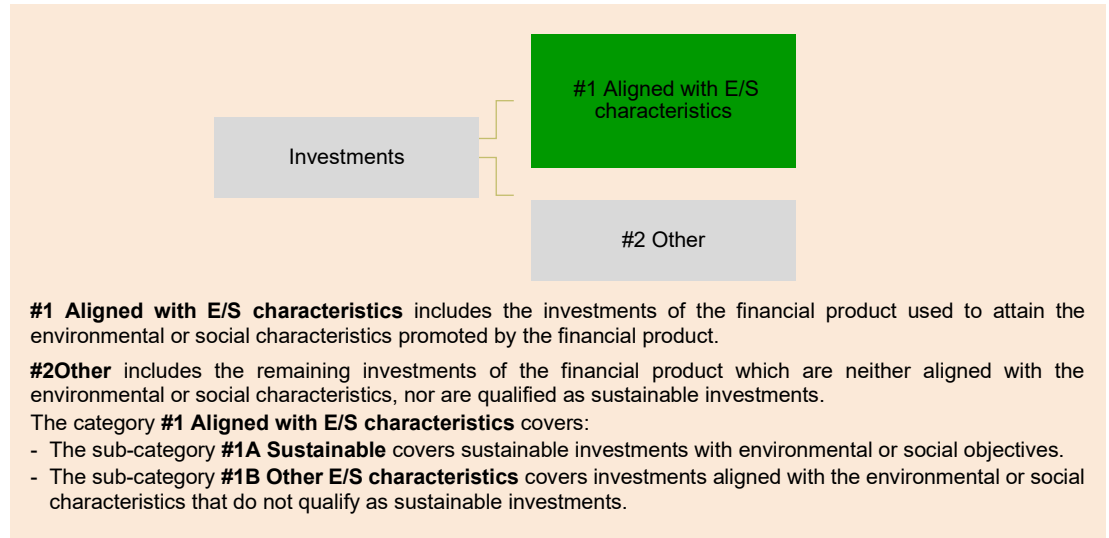 #1 Aligned with E/S
characteristics
Investments
#2 Other
#1 Aligned with E/S characteristics includes the investments of the financial product used to attain the
environmental or social characteristics promoted by the financial product.
#2Other includes the remaining investments of the financial product which are neither aligned with the
environmental or social characteristics, nor are qualified as sustainable investments.
The category #1 Aligned with E/S characteristics covers:
- The sub-category #1A Sustainable covers sustainable investments with environmental or social objectives.
- The sub-category #1B Other E/S characteristics covers investments aligned with the environmental or social
characteristics that do not qualify as sustainable investments.